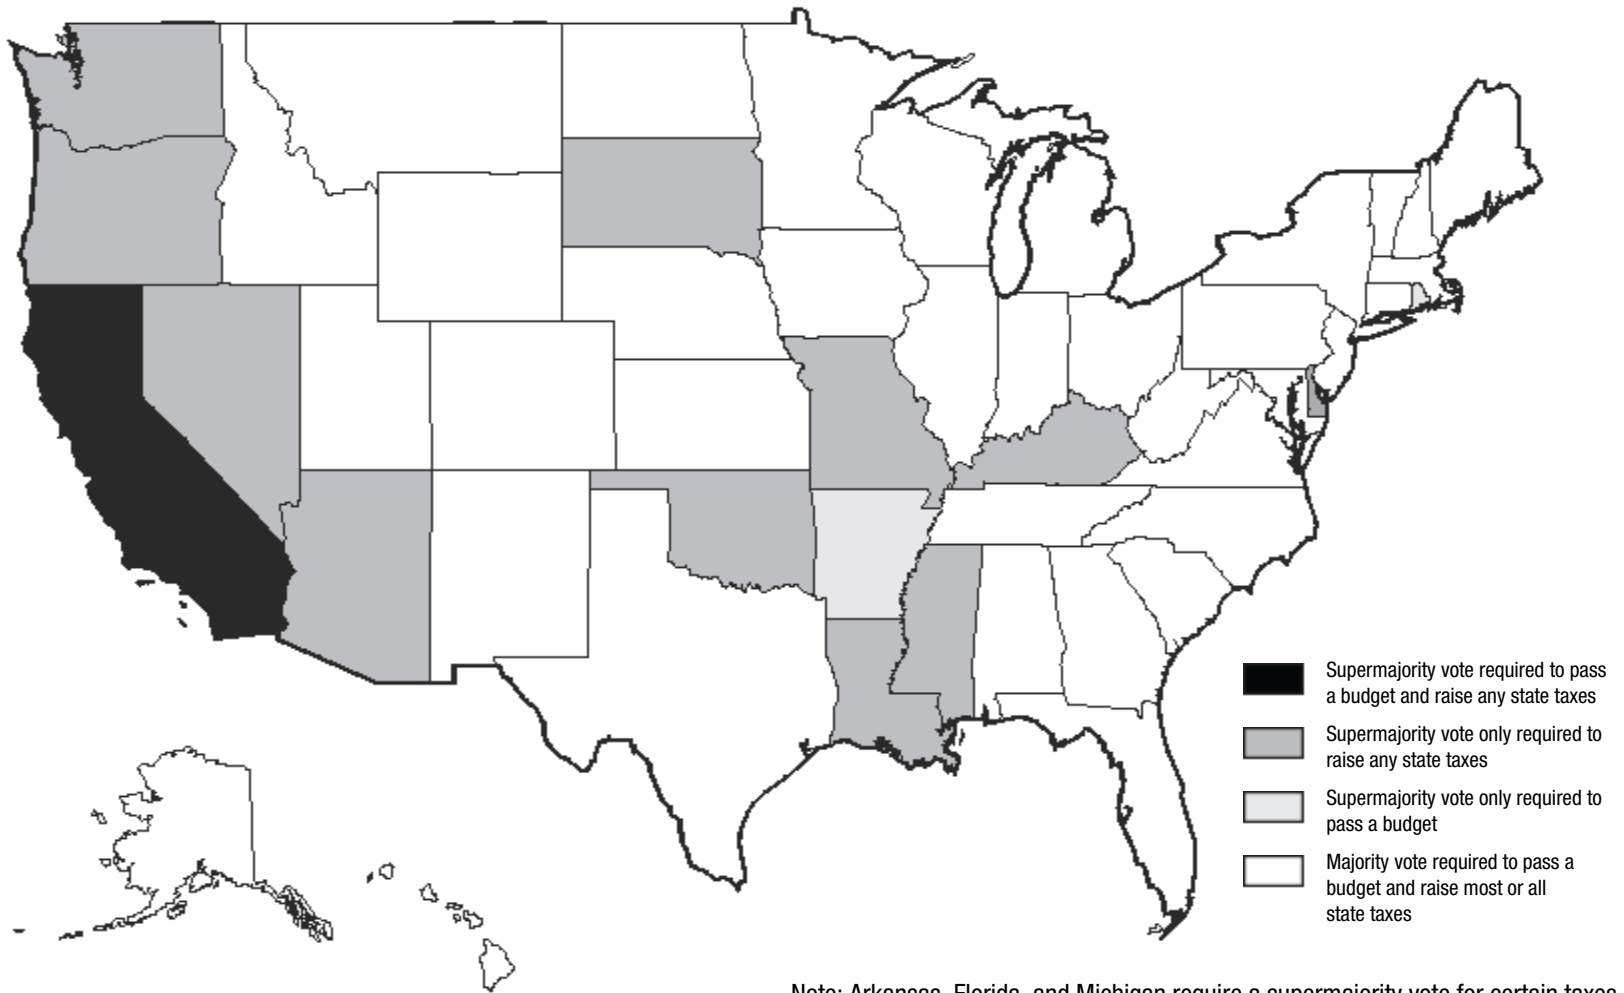 Supermajority vote required to pass
a budget and raise any state taxes
Supermajority vote only required to
raise any state taxes
Supermajority vote only required to
pass a budget
Majority vote required to pass a
budget and raise most or all
state taxes
Note: Arkansas, Florida, and Michigan require a supermajority vote for certain taxes